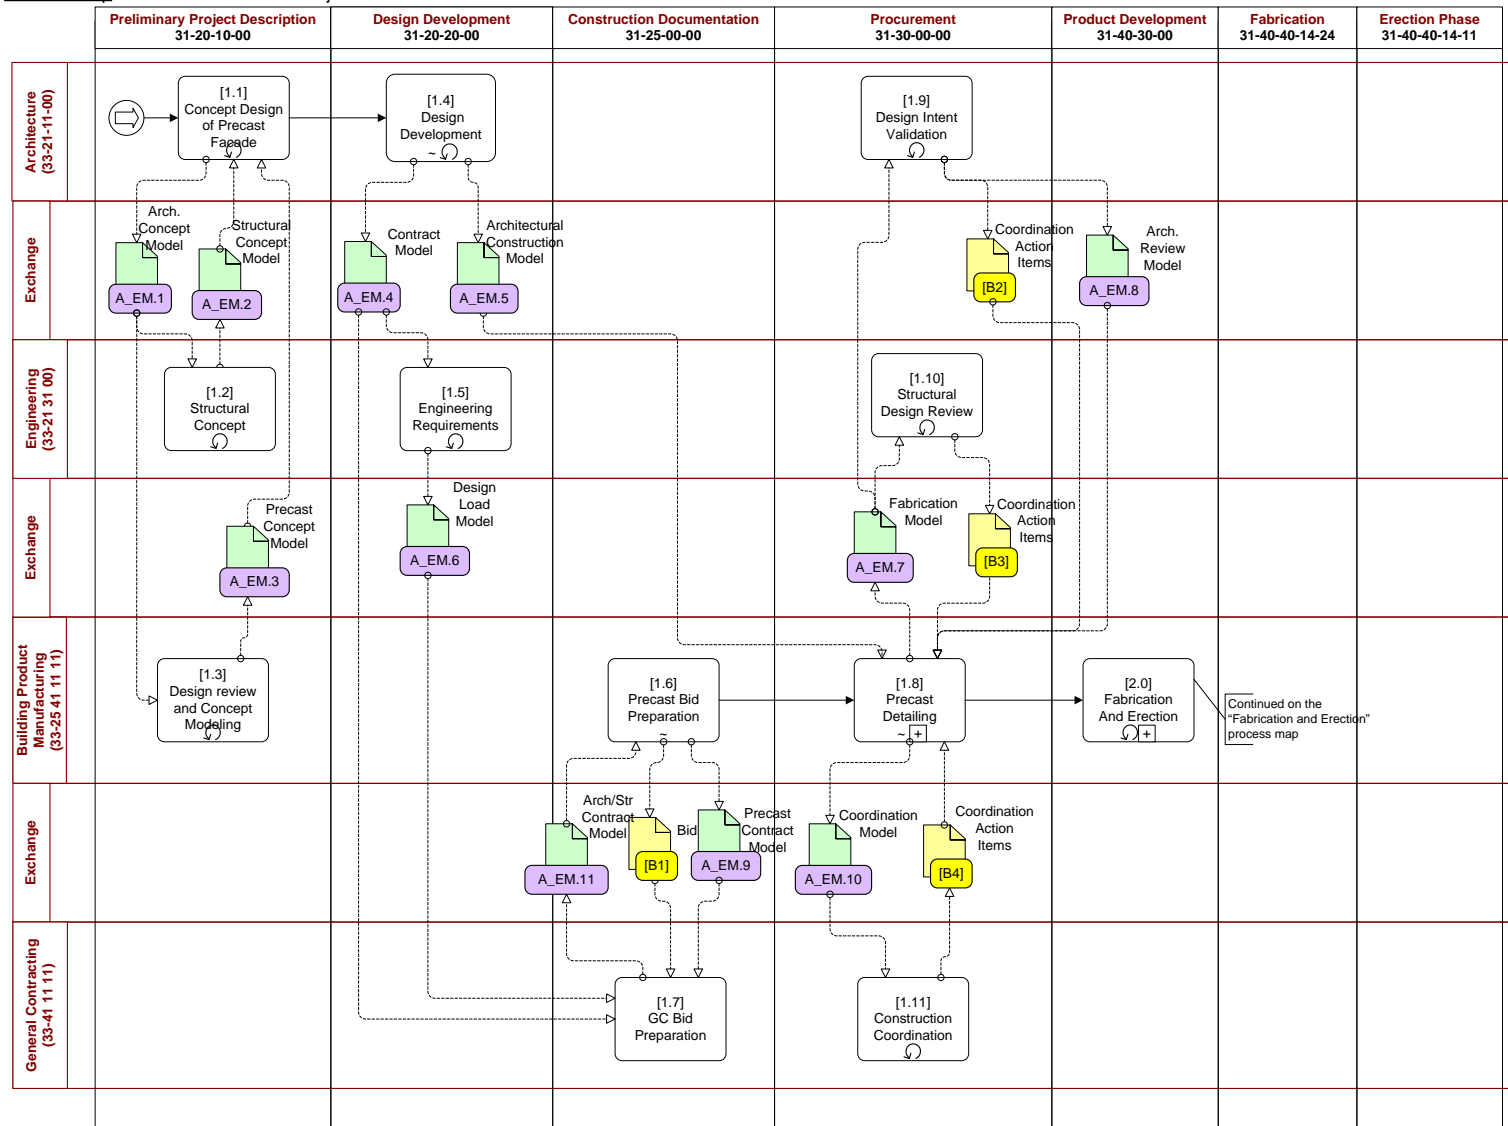 Preliminary Project Description
31-20-10-00
Design Development
31-20-20-00
Construction Documentation
31-25-00-00
Procurement
31-30-00-00
Product Development
31-40-30-00
Fabrication
31-40-40-14-24
Erection Phase
31-40-40-14-11
Architecture
(33-21-11-00)
[1.1]
Concept Design
of Precast
Facade
[1.4]
Design
Development
~
[1.9]
Design Intent
Validation
Exchange
Arch.
Concept
Model
A_EM.1
Structural
Concept
Model
A_EM.2
Contract
Model
A_EM.4
Architectural
Construction
Model
A_EM.5
Coordination
Action
Items
[B2]
Arch.
Review
Model
A_EM.8
Engineering
(33-21 31 00)
[1.2]
Structural
Concept
[1.5]
Engineering
Requirements
[1.10]
Structural
Design Review
Exchange
Precast
Concept
Model
A_EM.3
Design
Load
Model
A_EM.6
Fabrication
Model
A_EM.7
Coordination
Action
Items
[B3]
Building Product
Manufacturing
(33-25 41 11 11)
[1.3]
Design review
and Concept
Modeling
[1.6]
Precast Bid
Preparation
~
[1.8]
Precast
Detailing
~ +
[2.0]
Fabrication
And Erection
+
Continued on the
“Fabrication and Erection”
process map
Exchange
Arch/Str
Contract
Model
A_EM.11
Bid
[B1]
Precast
Contract
Model
A_EM.9
Coordination
Model
A_EM.10
Coordination
Action
Items
[B4]
General Contracting
(33-41 11 11)
[1.7]
GC Bid
Preparation
[1.11]
Construction
Coordination